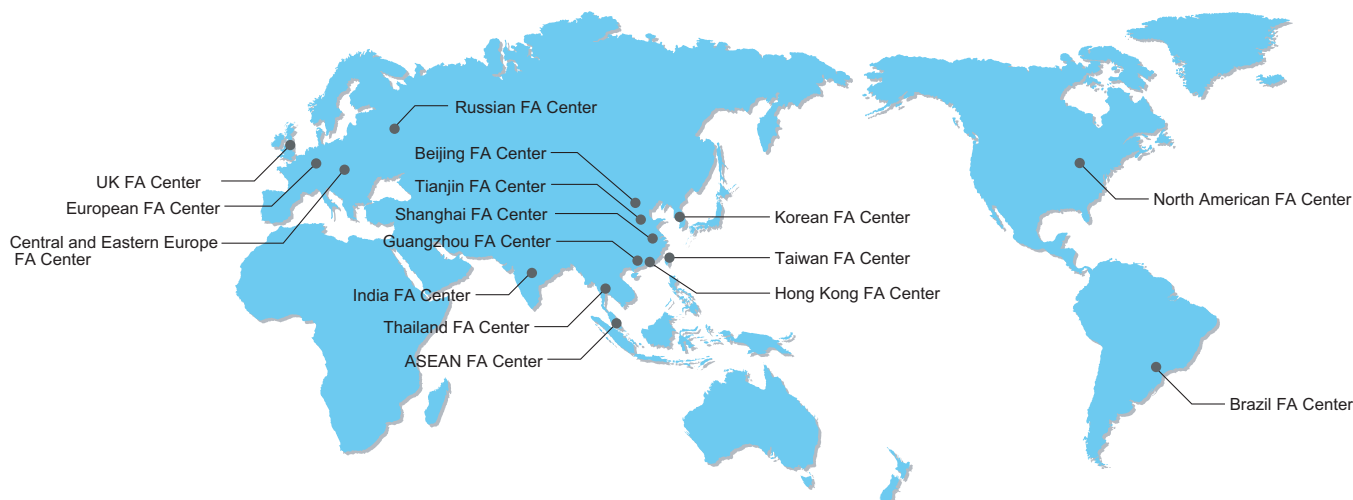 Russian FA Center
Beijing FA Center
UK FA Center
Tianjin FA Center
North American FA Center
European FA Center
Shanghai FA Center
Korean FA Center
Central and Eastern Europe
FA Center
Guangzhou FA Center
Taiwan FA Center
India FA Center
Hong Kong FA Center
Thailand FA Center
ASEAN FA Center
Brazil FA Center